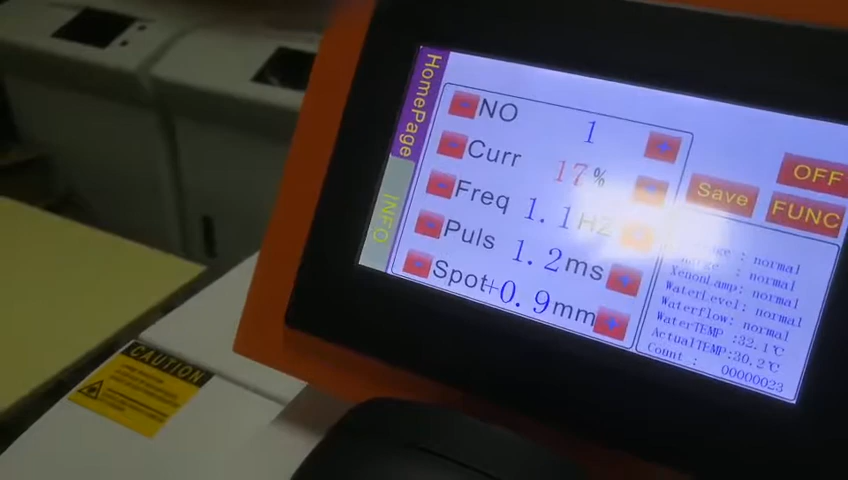 HomePage
INFO
NO 1
Curr 17%
Freq 1.1HZ
Puls 1.2ms
Spot+0.9mm
OFF
Save FUNC
: normal
: normal
XenonLamp: normal
WaterLevel: normal
Waterflow: normal
WaterTEMP :32.1℃
ActualTEMP:30.2℃
Count : 00000023
CAUTION